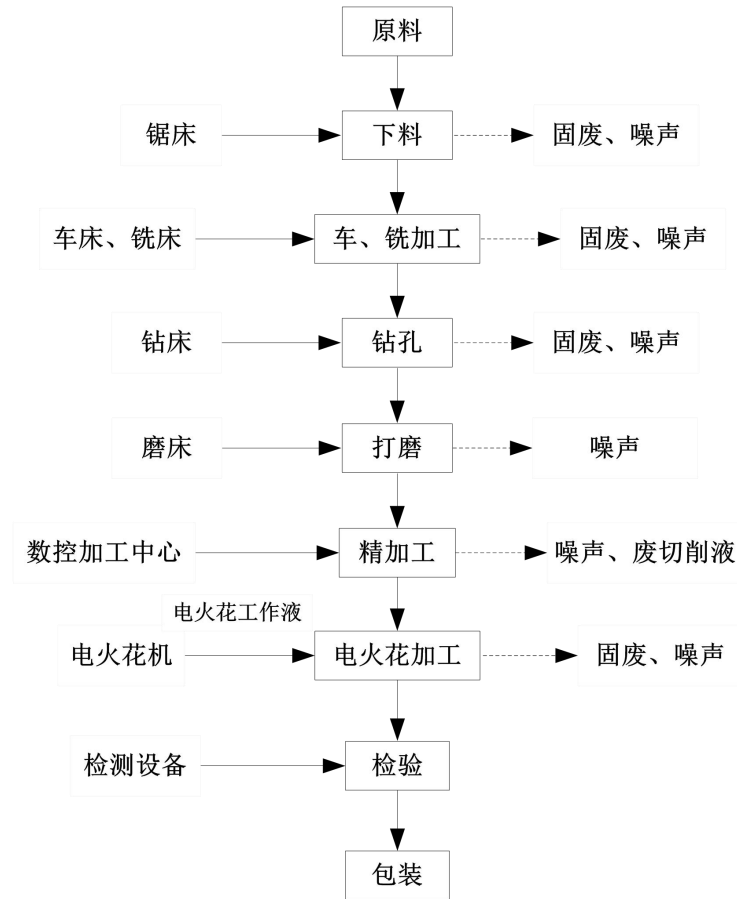 原料
锯床 下料 固废、噪声
车床、铣床 车、铣加工 固废、噪声
钻床 钻孔 固废、噪声
磨床 打磨 噪声
数控加工中心 精加工 噪声、废切削液
电火花工作液
电火花机 电火花加工 固废、噪声
检测设备 检验
包装